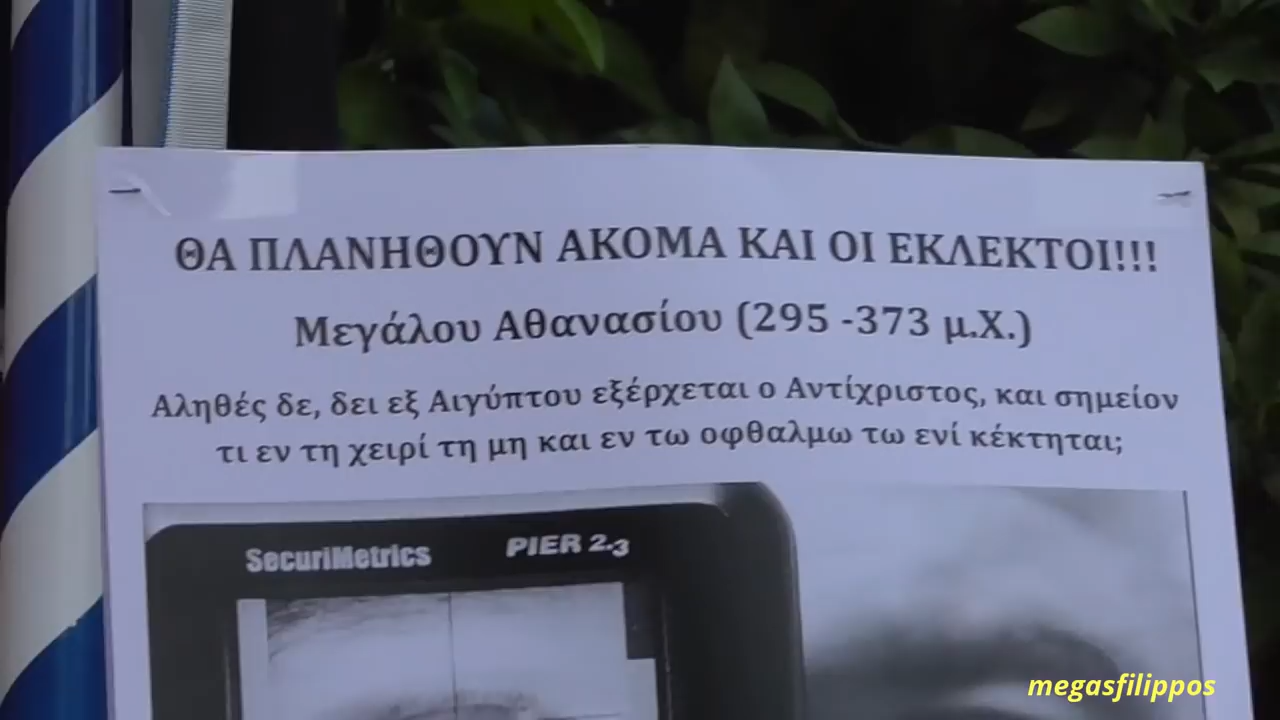 ΘΑ ΠΛΑΝΗΘΟΥΝ ΑΚΟΜΑ ΚΑΙ ΟΙ ΕΚΛΕΚΤΟΙ!!!
Μεγάλου Αθανασίου (295 -373 μ.Χ.)
Αληθές δε, δει εξ Αιγύπτου εξέρχεται ο Αντίχριστος, και σημείον
τι εν τη χειρί τη μη και εν τω οφθαλμω τω ενί κέκτηται;
SecuriMetrics PIER 2.3
megasfilippos